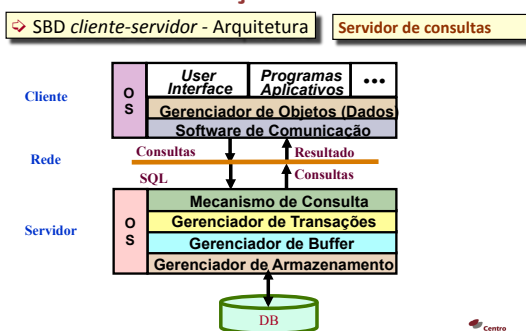 SBD cliente-servidor - Arquitetura
Servidor de consultas
Cliente
OS
User Interface
Programas Aplicativos
•••
Gerenciador de Objetos (Dados)
Software de Comunicação
Rede
Consultas
Resultado
SQL
Consultas
Servidor
OS
Mecanismo de Consulta
Gerenciador de Transações
Gerenciador de Buffer
Gerenciador de Armazenamento
DB
Centro